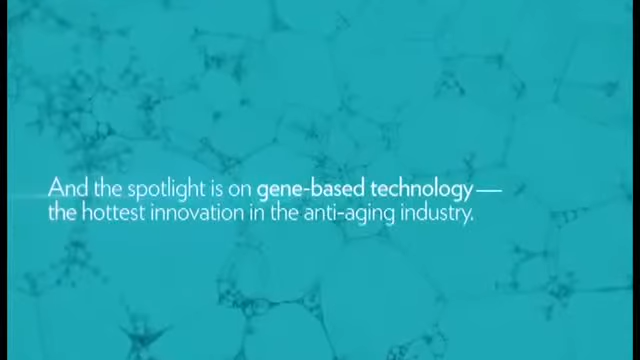 And the spotlight is on gene-based technology—
the hottest innovation in the anti-aging industry.